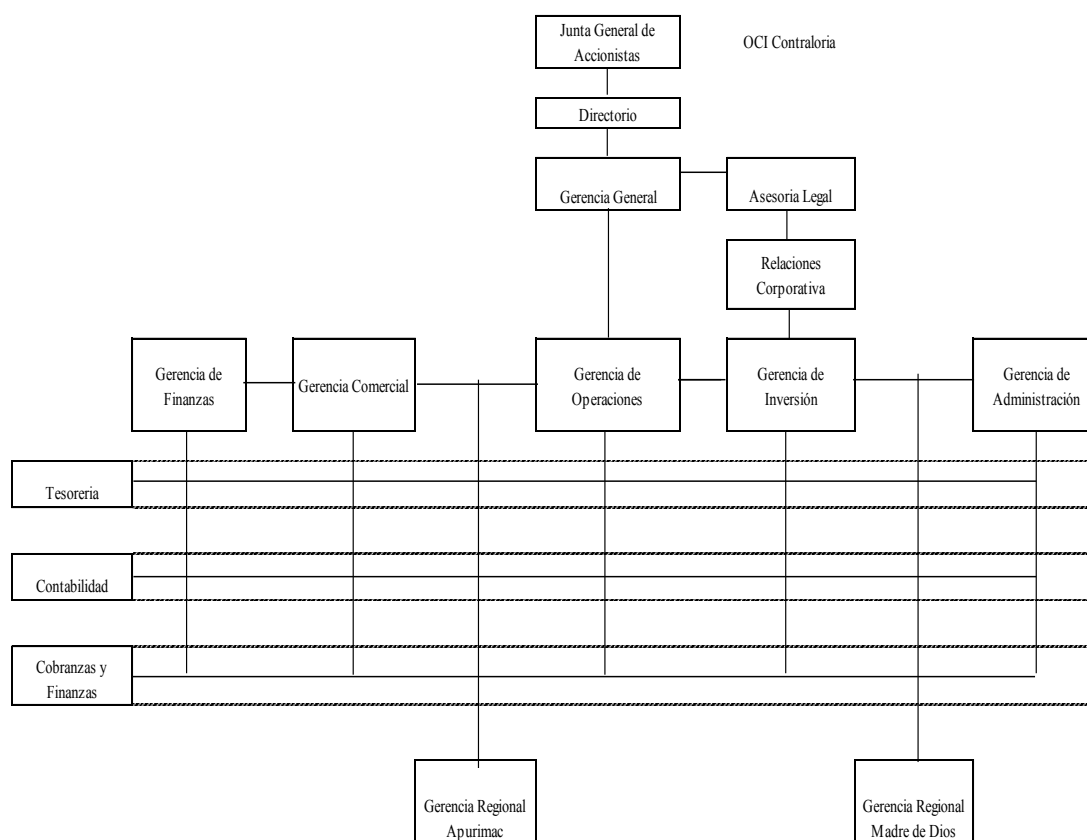 Junta General de
Accionistas
OCI Contraloria
Directorio
Gerencia General
Asesoria Legal
Relaciones
Corporativa
Gerencia de
Finanzas
Gerencia Comercial
Gerencia de
Operaciones
Gerencia de
Inversión
Gerencia de
Administración
Tesoreria
Contabilidad
Cobranzas y
Finanzas
Gerencia Regional
Apurimac
Gerencia Regional
Madre de Dios